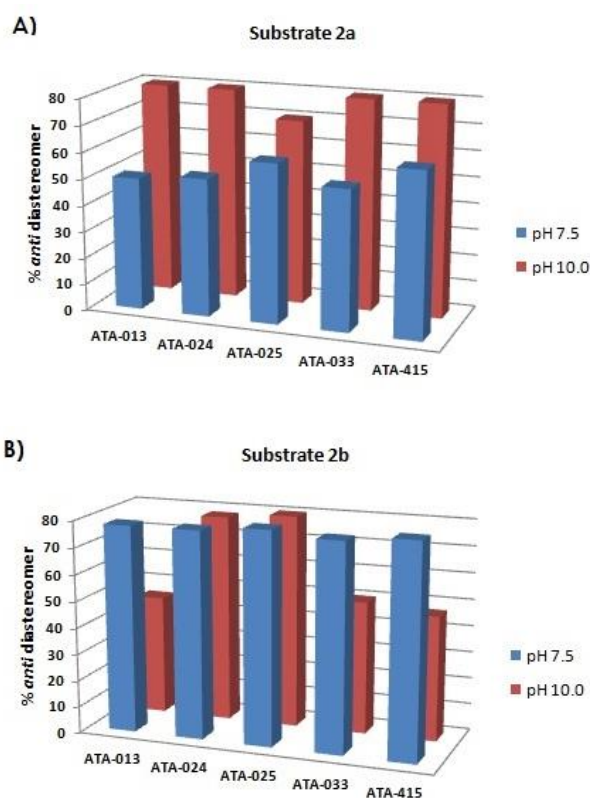 A)
Substrate 2a
% anti diastereomer
80
70
60
50
40
30
20
10
0
ATA-013
ATA-024
ATA-025
ATA-033
ATA-415
pH 7.5
pH 10.0
B)
Substrate 2b
% anti diastereomer
80
70
60
50
40
30
20
10
0
ATA-013
ATA-024
ATA-025
ATA-033
ATA-415
pH 7.5
pH 10.0